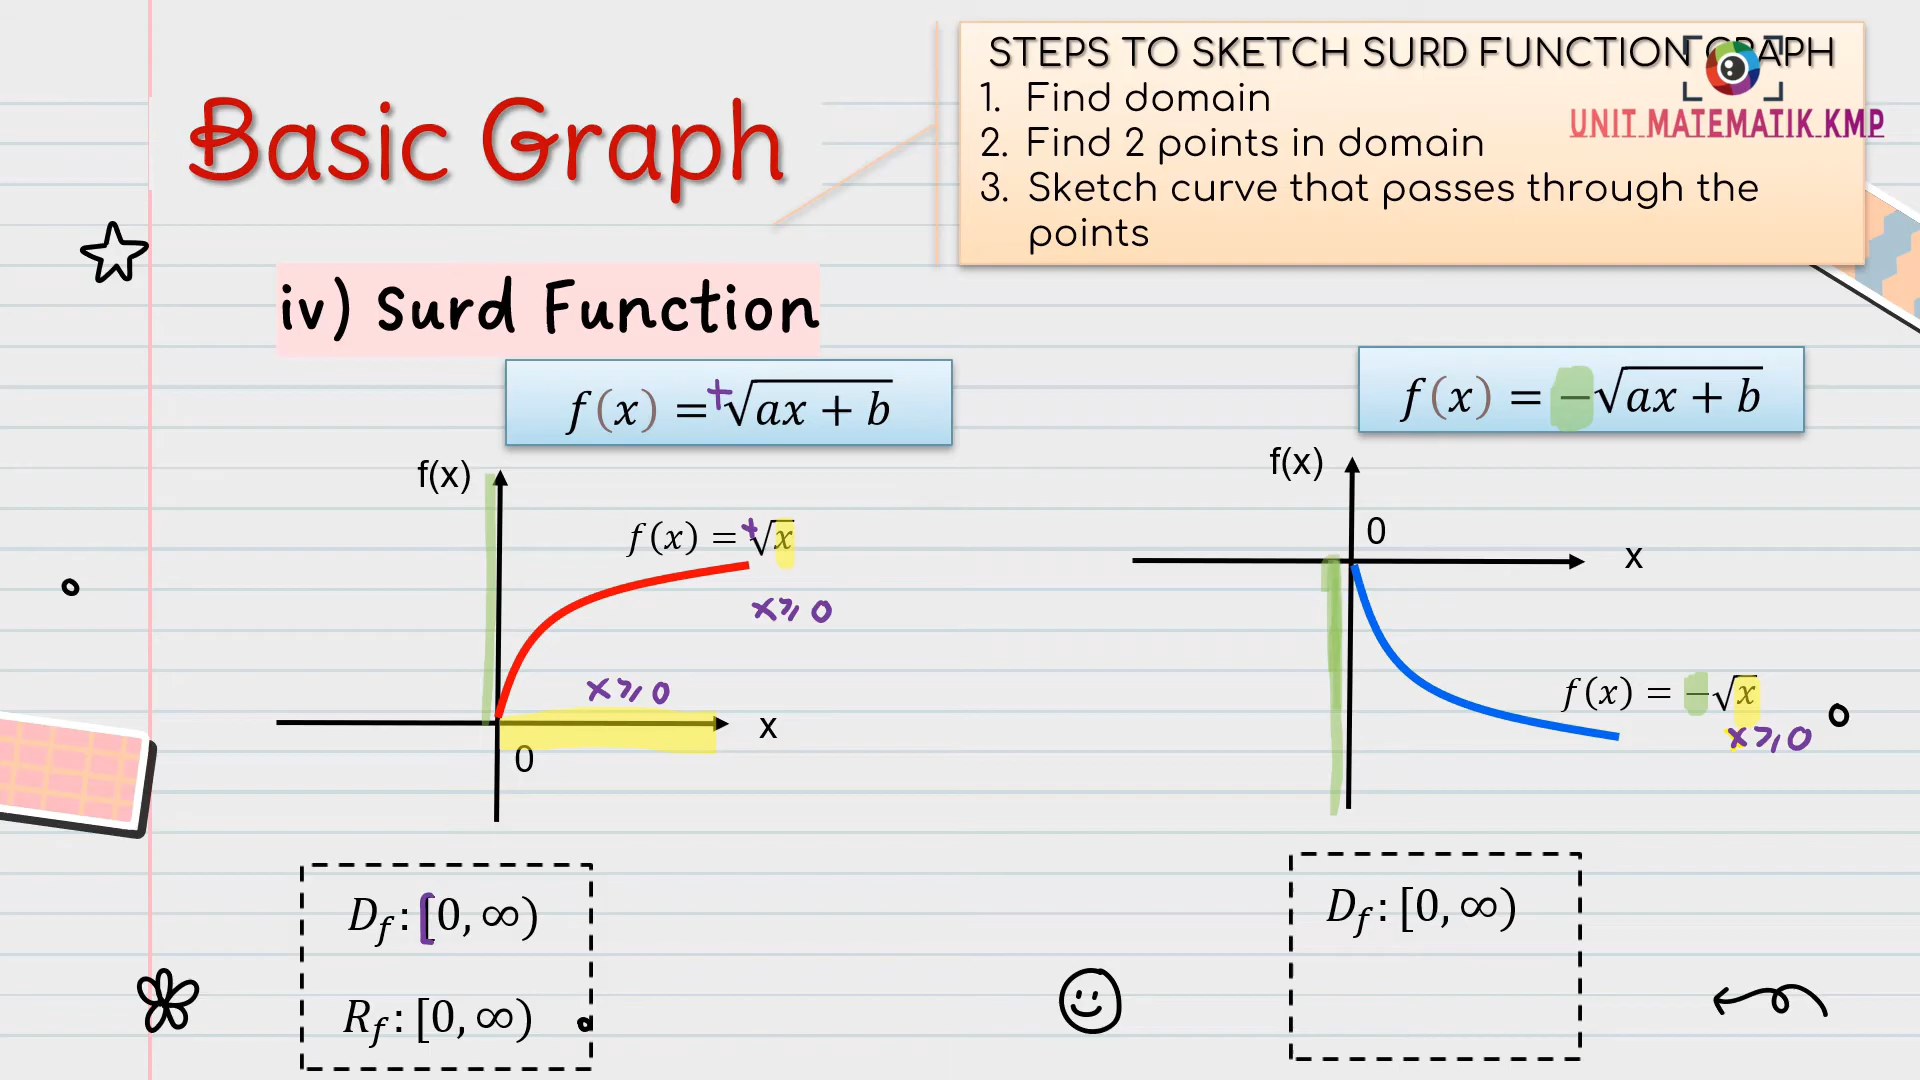 STEPS TO SKETCH SURD FUNCTION GRAPH
1. Find domain
UNIT MATEMATIK KMP
2. Find 2 points in domain
3. Sketch curve that passes through the
points
Basic Graph
iv) Surd Function
f(x) = +√(ax + b)
f(x) = −√(ax + b)
f(x)
f(x) = +√x
x ≥ 0
x ≥ 0
x
0
f(x)
0
x
f(x) = −√x
x ≥ 0
D_f: [0, ∞)
R_f: [0, ∞)
D_f: [0, ∞)